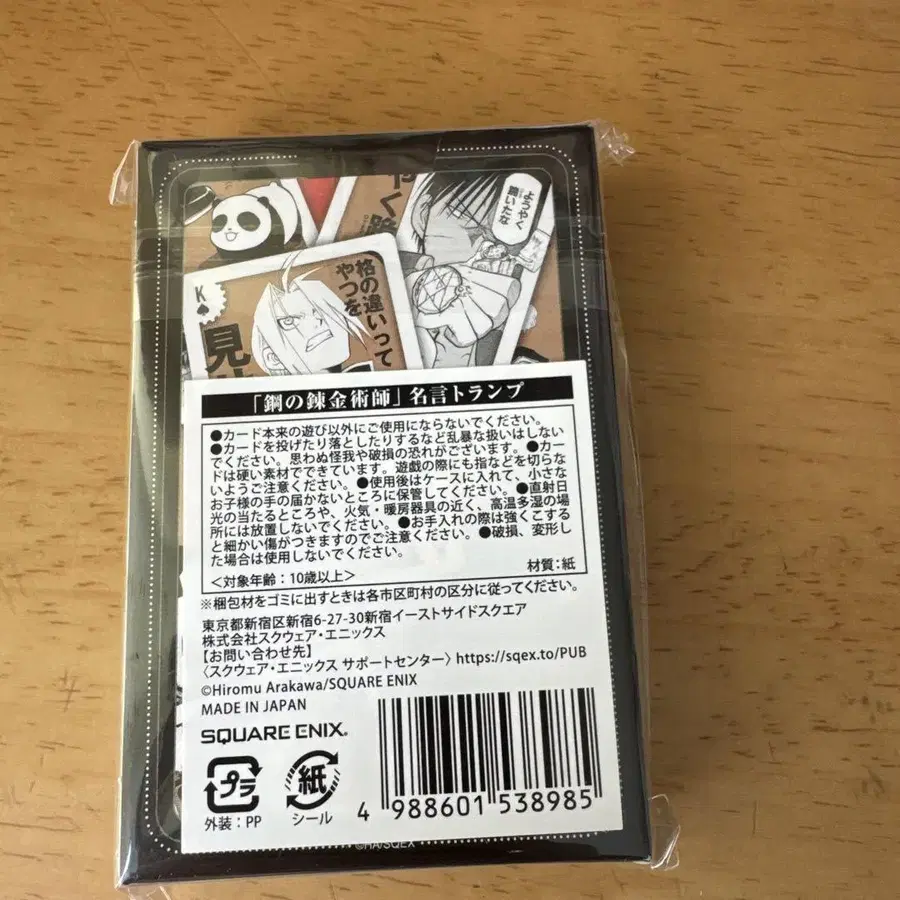 ようやく
築いたな
K
格の違いって
やつを
「鋼の錬金術師」名言トランプ
●カード本来の遊び以外にご使用にならないでください。
●カードを投げたり落としたりするなど乱暴な扱いはしない
でください。思わぬ怪我や破損の恐れがございます。●カー
ドは硬い素材でできています。遊戯の際にも指などを切らな
いようご注意ください。●使用後はケースに入れて、小さな
お子様の手の届かないところに保管してください。●直射日
光の当たるところや、火気・暖房器具の近く、高温多湿の場
所には放置しないでください。●お手入れの際は強くこする
と細かい傷がつきますのでご注意ください。●破損、変形し
た場合は使用しないでください。
＜対象年齢：10歳以上＞
材質：紙
※梱包材をゴミに出すときは各市区町村の区分に従ってください。
東京都新宿区新宿6-27-30新宿イーストサイドスクエア
株式会社スクウェア・エニックス
【お問い合わせ先】
〈スクウェア・エニックス サポートセンター〉https://sqex.to/PUB
©Hiromu Arakawa/SQUARE ENIX
MADE IN JAPAN
SQUARE ENIX.
プラ
外装：PP
紙
シール
4 988601 538985
©HA/SQEX